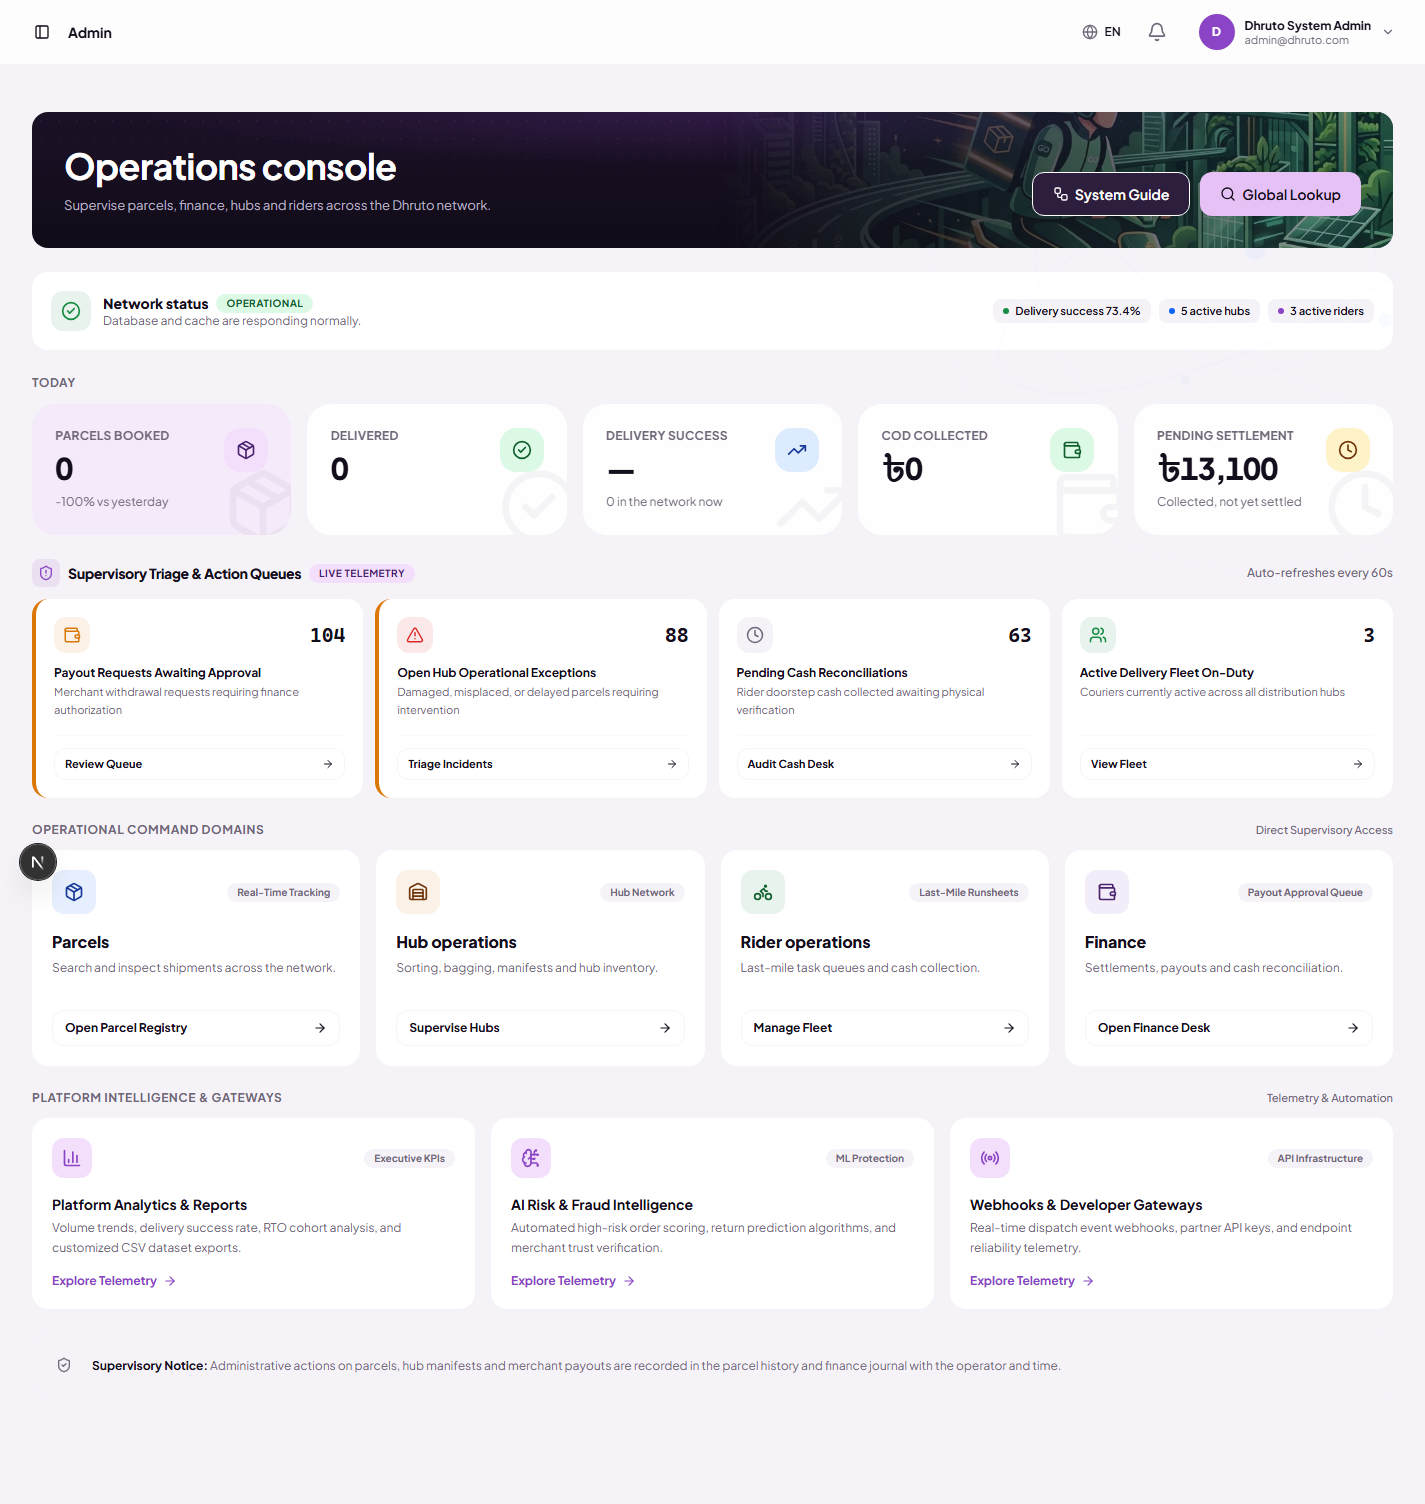 Admin
EN
D
Dhruto System Admin
admin@dhruto.com
Operations console
Supervise parcels, finance, hubs and riders across the Dhruto network.
System Guide
Global Lookup
Network status
OPERATIONAL
Database and cache are responding normally.
Delivery success 73.4%
5 active hubs
3 active riders
TODAY
PARCELS BOOKED
0
-100% vs yesterday
DELIVERED
0
DELIVERY SUCCESS
—
0 in the network now
COD COLLECTED
৳0
PENDING SETTLEMENT
৳13,100
Collected, not yet settled
Supervisory Triage & Action Queues
LIVE TELEMETRY
Auto-refreshes every 60s
104
Payout Requests Awaiting Approval
Merchant withdrawal requests requiring finance
authorization
Review Queue
88
Open Hub Operational Exceptions
Damaged, misplaced, or delayed parcels requiring
intervention
Triage Incidents
63
Pending Cash Reconciliations
Rider doorstep cash collected awaiting physical
verification
Audit Cash Desk
3
Active Delivery Fleet On-Duty
Couriers currently active across all distribution hubs
View Fleet
OPERATIONAL COMMAND DOMAINS
Direct Supervisory Access
N
Real-Time Tracking
Parcels
Search and inspect shipments across the network.
Open Parcel Registry
Hub Network
Hub operations
Sorting, bagging, manifests and hub inventory.
Supervise Hubs
Last-Mile Runsheets
Rider operations
Last-mile task queues and cash collection.
Manage Fleet
Payout Approval Queue
Finance
Settlements, payouts and cash reconciliation.
Open Finance Desk
PLATFORM INTELLIGENCE & GATEWAYS
Telemetry & Automation
Executive KPIs
Platform Analytics & Reports
Volume trends, delivery success rate, RTO cohort analysis, and
customized CSV dataset exports.
Explore Telemetry
ML Protection
AI Risk & Fraud Intelligence
Automated high-risk order scoring, return prediction algorithms, and
merchant trust verification.
Explore Telemetry
API Infrastructure
Webhooks & Developer Gateways
Real-time dispatch event webhooks, partner API keys, and endpoint
reliability telemetry.
Explore Telemetry
Supervisory Notice: Administrative actions on parcels, hub manifests and merchant payouts are recorded in the parcel history and finance journal with the operator and time.